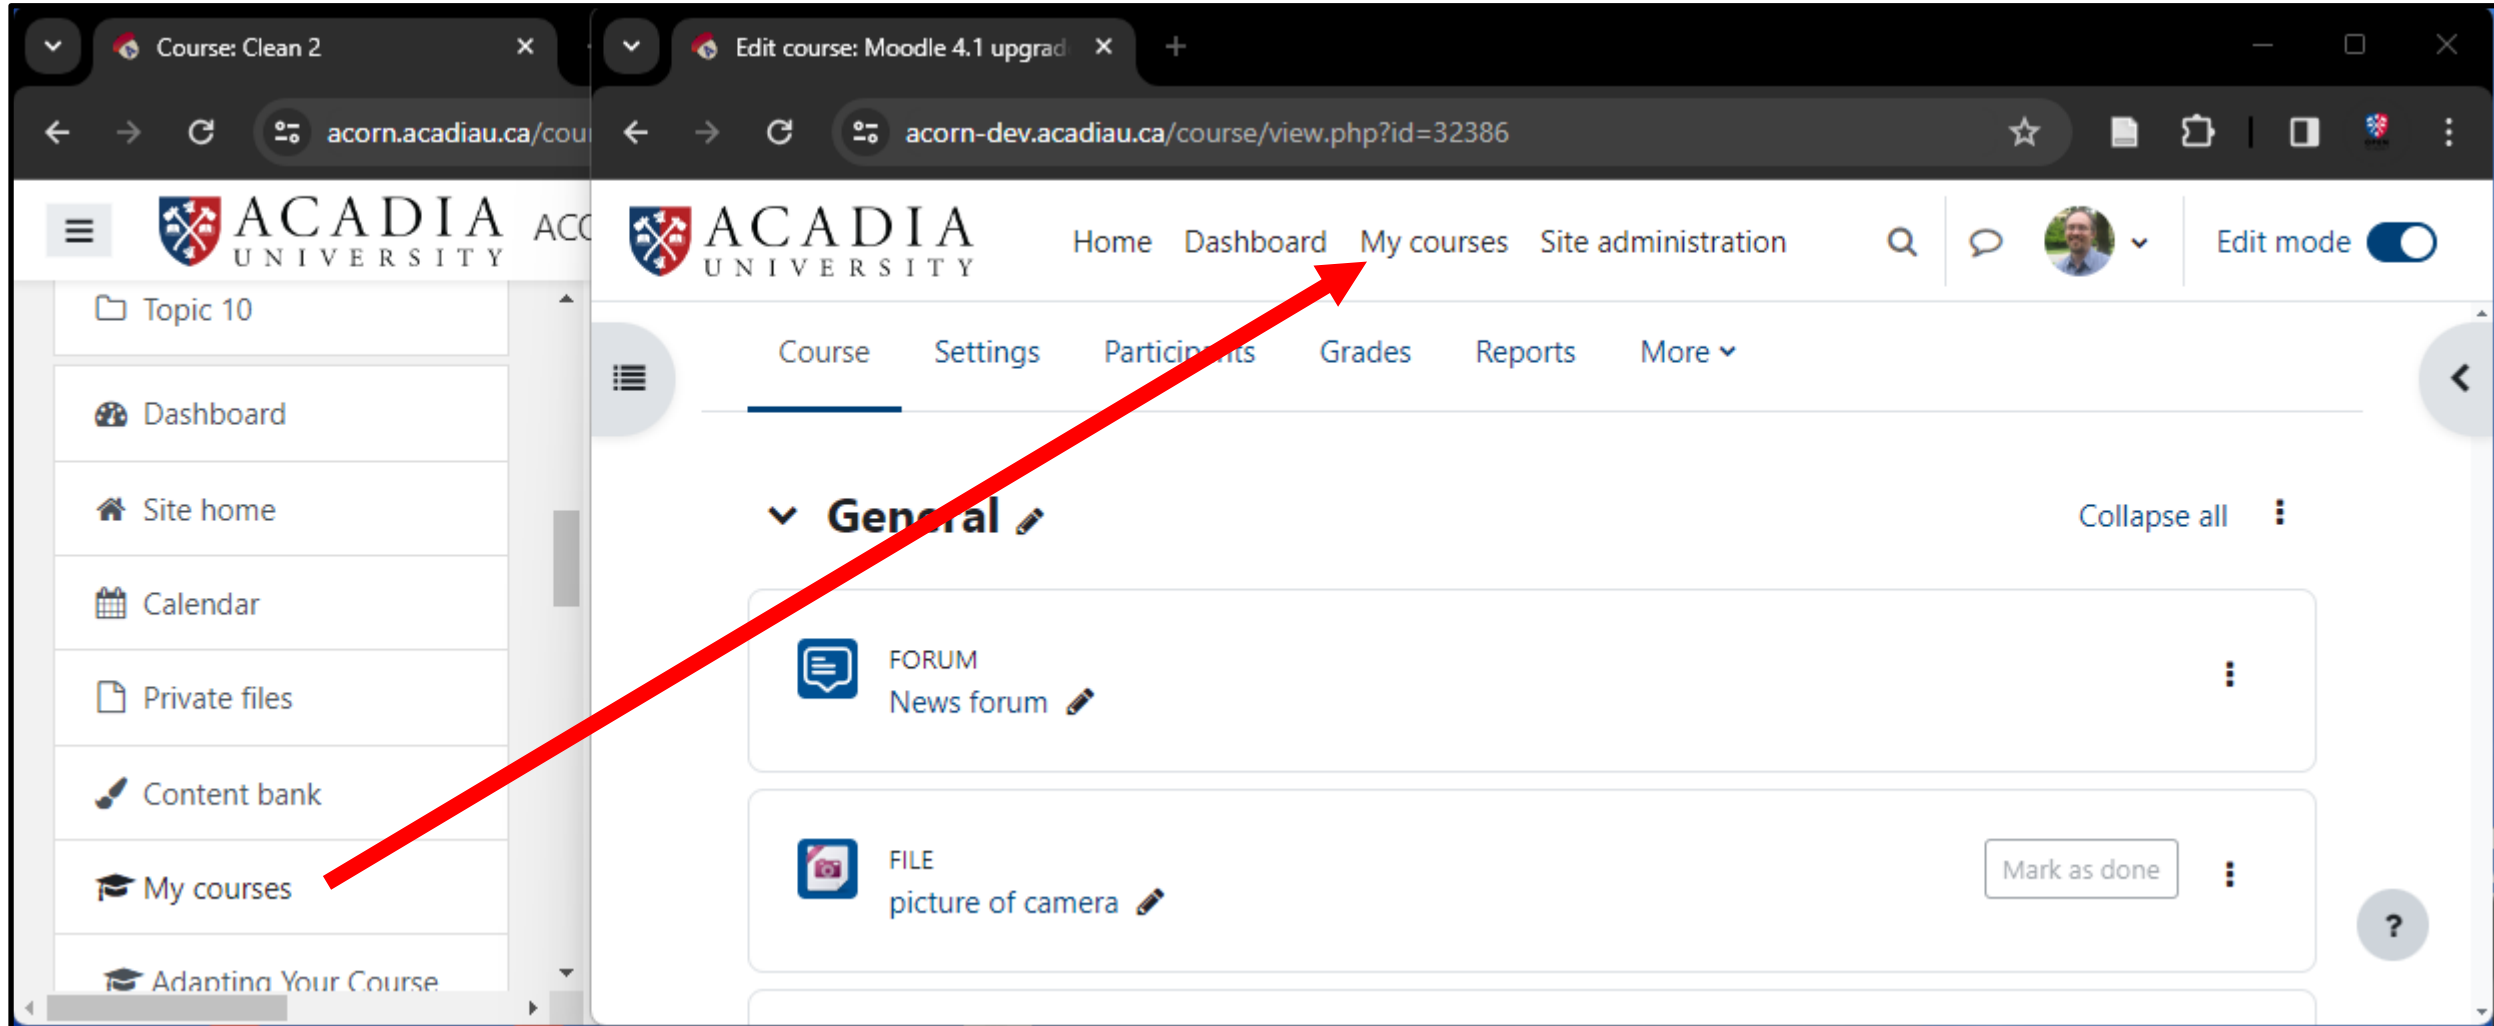 Course: Clean 2
acorn.acadiau.ca/cou
ACADIA
UNIVERSITY
ACO
Topic 10
Dashboard
Site home
Calendar
Private files
Content bank
My courses
Adapting Your Course
Edit course: Moodle 4.1 upgrad
acorn-dev.acadiau.ca/course/view.php?id=32386
ACADIA
UNIVERSITY
Home Dashboard My courses Site administration Edit mode
Course Settings Participants Grades Reports More
General Collapse all
FORUM
News forum
FILE
picture of camera
Mark as done
?